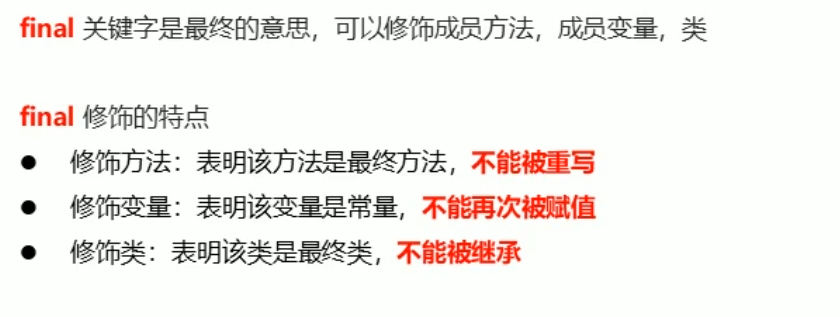 final 关键字是最终的意思，可以修饰成员方法，成员变量，类
final 修饰的特点
● 修饰方法：表明该方法是最终方法，不能被重写
● 修饰变量：表明该变量是常量，不能再次被赋值
● 修饰类：表明该类是最终类，不能被继承